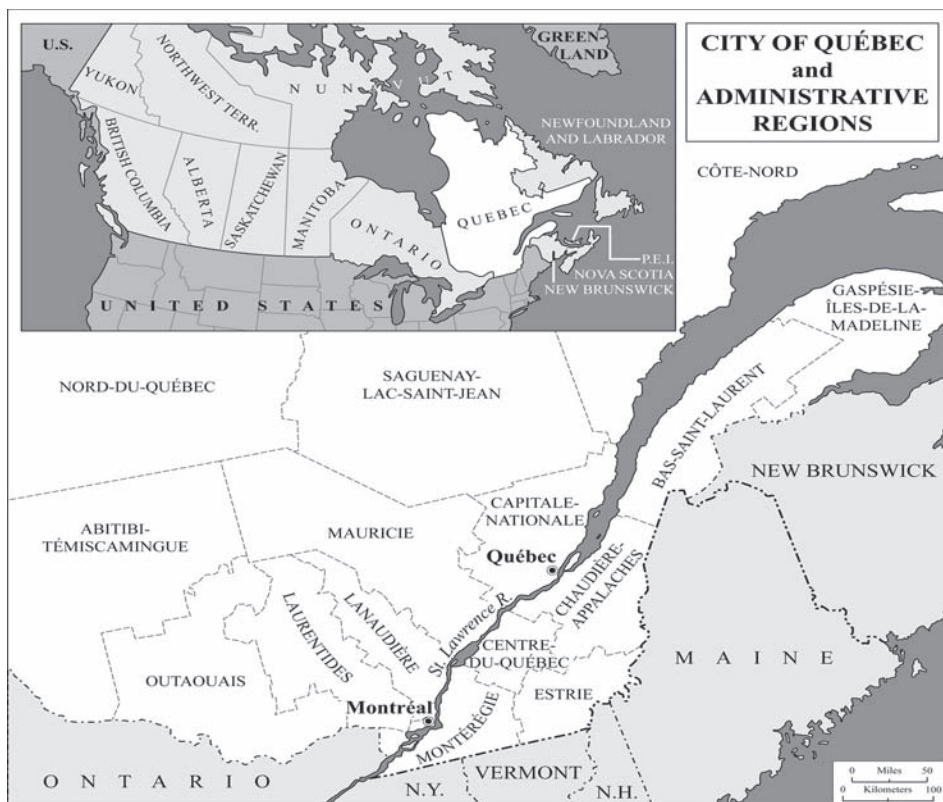 CITY OF QUÉBEC
and
ADMINISTRATIVE
REGIONS
U.S.
YUKON
NORTHWEST TERR.
NUNAVUT
GREEN-
LAND
BRITISH COLUMBIA
ALBERTA
SASKATCHEWAN
MANITOBA
ONTARIO
QUEBEC
NEWFOUNDLAND
AND LABRADOR
P.E.I.
NOVA SCOTIA
NEW BRUNSWICK
UNITED STATES
CÔTE-NORD
GASPÉSIE-
ÎLES-DE-LA-
MADELINE
NORD-DU-QUÉBEC
SAGUENAY-
LAC-SAINT-JEAN
BAS-SAINT-LAURENT
NEW BRUNSWICK
ABITIBI-
TÉMISCAMINGUE
MAURICIE
CAPITALE-
NATIONALE
Québec
CHAUDIÈRE-
APPALACHES
St. Lawrence R.
LAURENTIDES
LANAUDIÈRE
CENTRE-
DU-QUÉBEC
MAINE
OUTAOUAIS
ESTRIE
Montréal
MONTÉRÉGIE
ONTARIO
N.Y.
VERMONT
N.H.
0 Miles 50
0 Kilometers 100